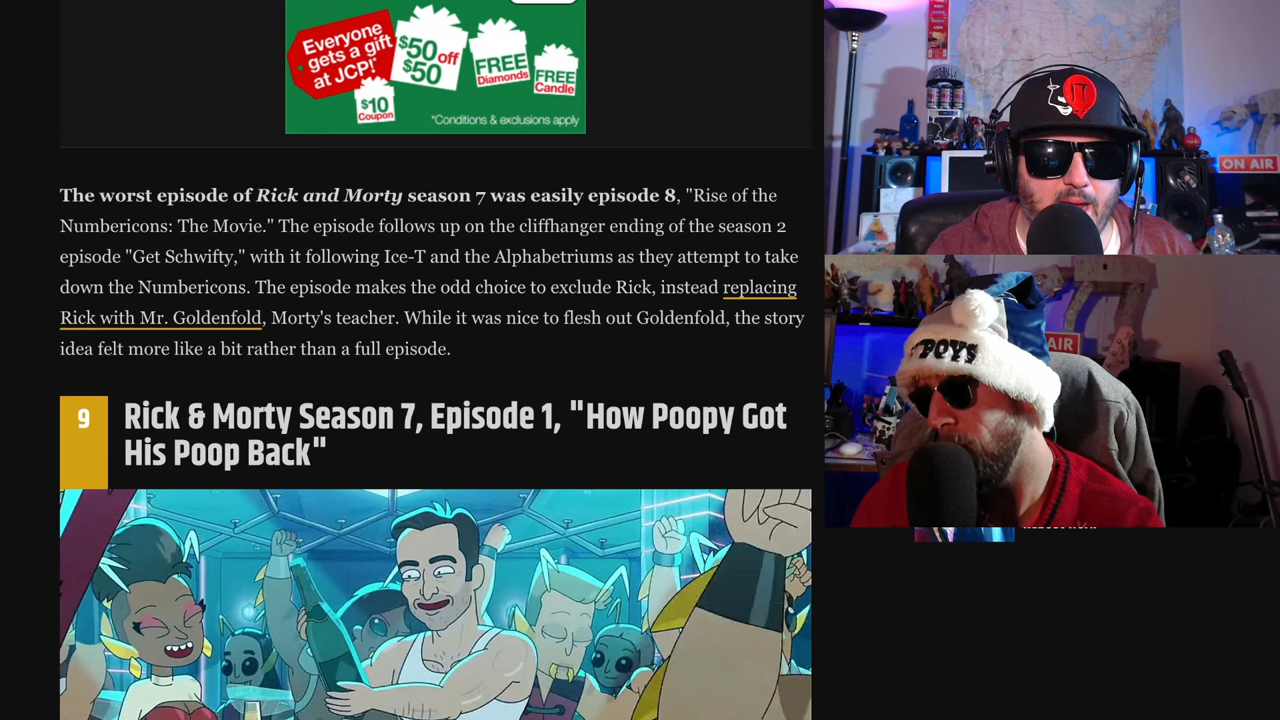 Everyone
gets a gift
at JCP!*
$50 off
$50
FREE
Diamonds
FREE
Candle
$10
Coupon
*Conditions & exclusions apply
The worst episode of Rick and Morty season 7 was easily episode 8, "Rise of the
Numbericons: The Movie." The episode follows up on the cliffhanger ending of the season 2
episode "Get Schwifty," with it following Ice-T and the Alphabetriums as they attempt to take
down the Numbericons. The episode makes the odd choice to exclude Rick, instead replacing
Rick with Mr. Goldenfold, Morty's teacher. While it was nice to flesh out Goldenfold, the story
idea felt more like a bit rather than a full episode.
9
Rick & Morty Season 7, Episode 1, "How Poopy Got
His Poop Back"
ON AIR
AIR
BOYS